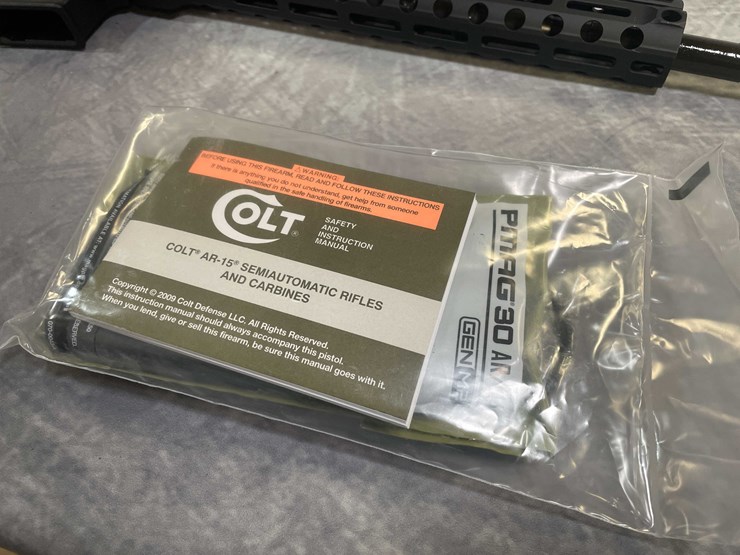 ⚠ WARNING:
BEFORE USING THIS FIREARM, READ AND FOLLOW THESE INSTRUCTIONS
If there is anything you do not understand, get help from someone
qualified in the safe handling of firearms.
COLT®
SAFETY
AND
INSTRUCTION
MANUAL
COLT® AR-15® SEMIAUTOMATIC RIFLES
AND CARBINES
Copyright © 2009 Colt Defense LLC. All Rights Reserved.
This instruction manual should always accompany this pistol.
When you lend, give or sell this firearm, be sure this manual goes with it.
PMAG 30 AR
GEN M